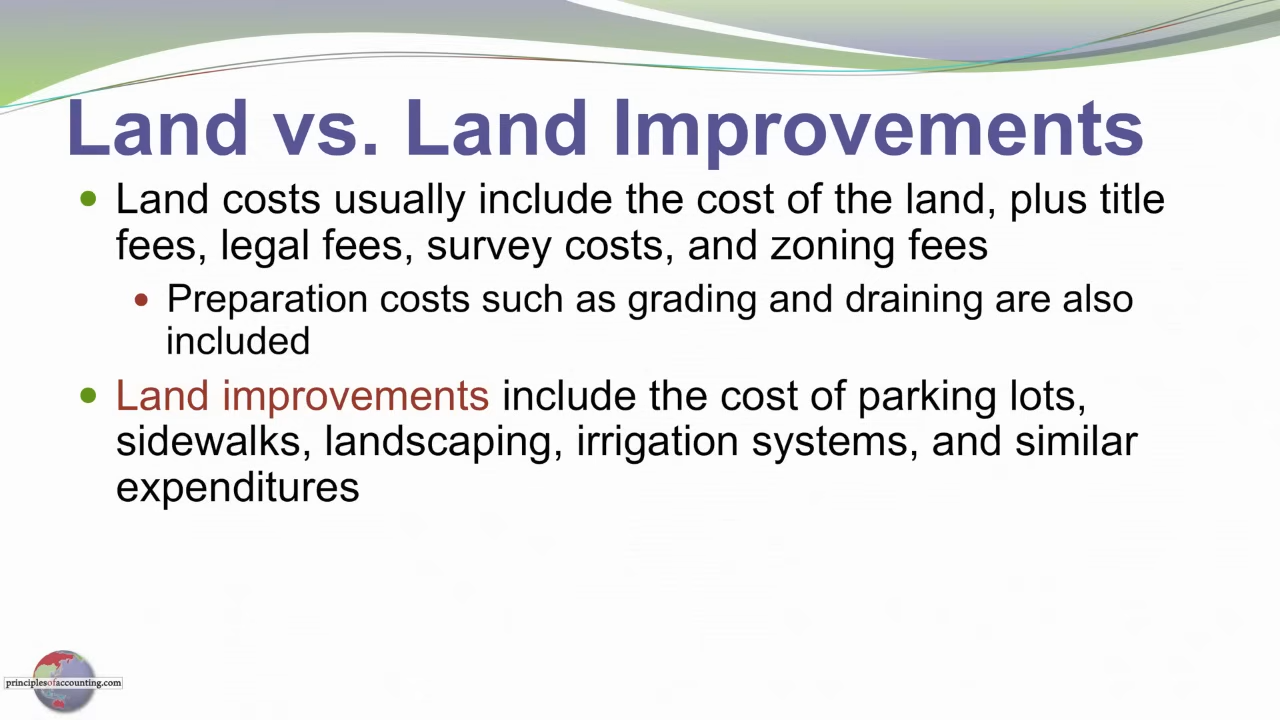 Land vs. Land Improvements
• Land costs usually include the cost of the land, plus title
fees, legal fees, survey costs, and zoning fees
• Preparation costs such as grading and draining are also
included
• Land improvements include the cost of parking lots,
sidewalks, landscaping, irrigation systems, and similar
expenditures
principlesofaccounting.com